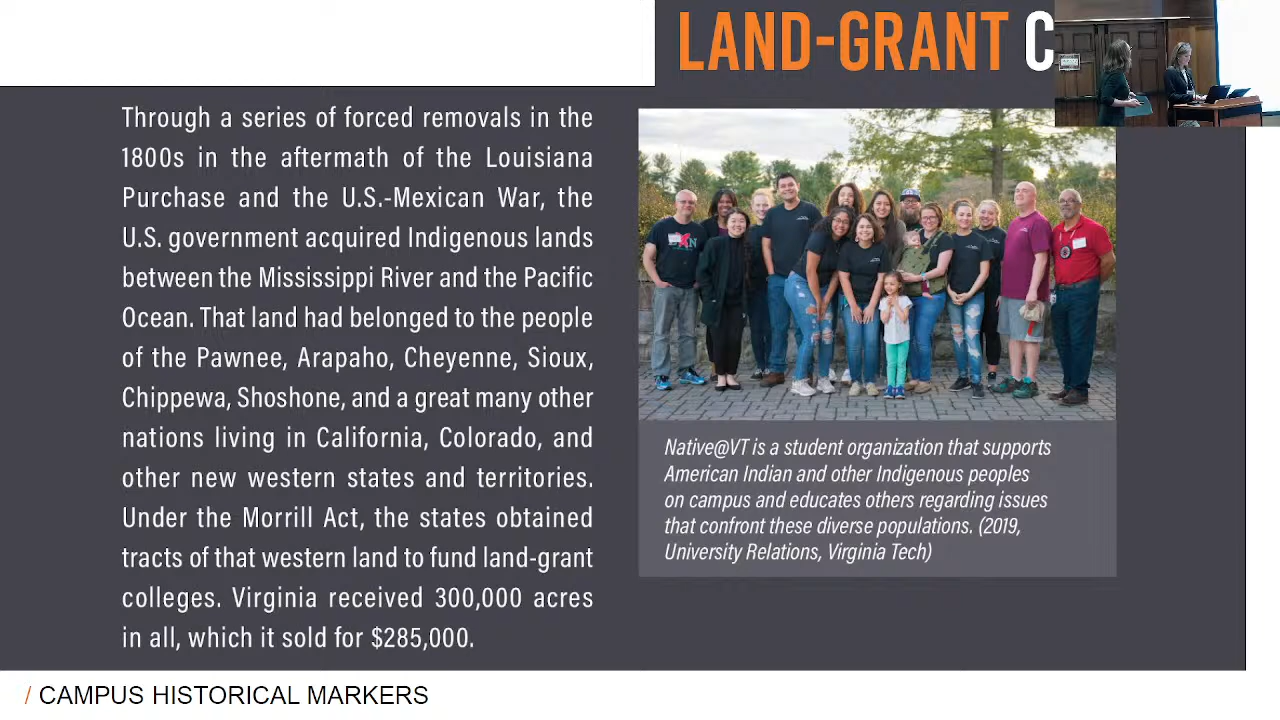 LAND-GRANT C
Through a series of forced removals in the
1800s in the aftermath of the Louisiana
Purchase and the U.S.-Mexican War, the
U.S. government acquired Indigenous lands
between the Mississippi River and the Pacific
Ocean. That land had belonged to the people
of the Pawnee, Arapaho, Cheyenne, Sioux,
Chippewa, Shoshone, and a great many other
nations living in California, Colorado, and
other new western states and territories.
Under the Morrill Act, the states obtained
tracts of that western land to fund land-grant
colleges. Virginia received 300,000 acres
in all, which it sold for $285,000.
Native@VT is a student organization that supports
American Indian and other Indigenous peoples
on campus and educates others regarding issues
that confront these diverse populations. (2019,
University Relations, Virginia Tech)
/ CAMPUS HISTORICAL MARKERS